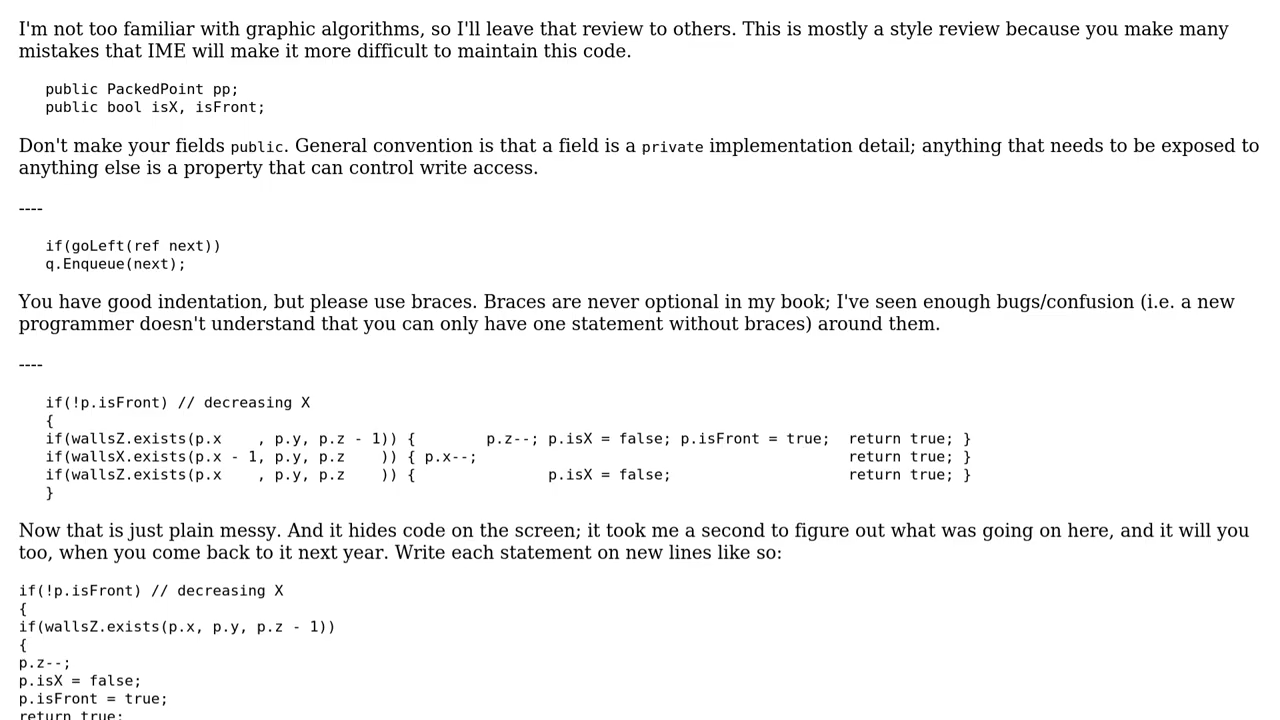 I'm not too familiar with graphic algorithms, so I'll leave that review to others. This is mostly a style review because you make many
mistakes that IME will make it more difficult to maintain this code.
public PackedPoint pp;
public bool isX, isFront;
Don't make your fields public. General convention is that a field is a private implementation detail; anything that needs to be exposed to
anything else is a property that can control write access.
----
if(goLeft(ref next))
q.Enqueue(next);
You have good indentation, but please use braces. Braces are never optional in my book; I've seen enough bugs/confusion (i.e. a new
programmer doesn't understand that you can only have one statement without braces) around them.
----
if(!p.isFront) // decreasing X
{
if(wallsZ.exists(p.x    , p.y, p.z - 1)) {        p.z--; p.isX = false; p.isFront = true;  return true; }
if(wallsX.exists(p.x - 1, p.y, p.z    )) { p.x--;                                          return true; }
if(wallsZ.exists(p.x    , p.y, p.z    )) {               p.isX = false;                    return true; }
}
Now that is just plain messy. And it hides code on the screen; it took me a second to figure out what was going on here, and it will you
too, when you come back to it next year. Write each statement on new lines like so:
if(!p.isFront) // decreasing X
{
if(wallsZ.exists(p.x, p.y, p.z - 1))
{
p.z--;
p.isX = false;
p.isFront = true;
return true;